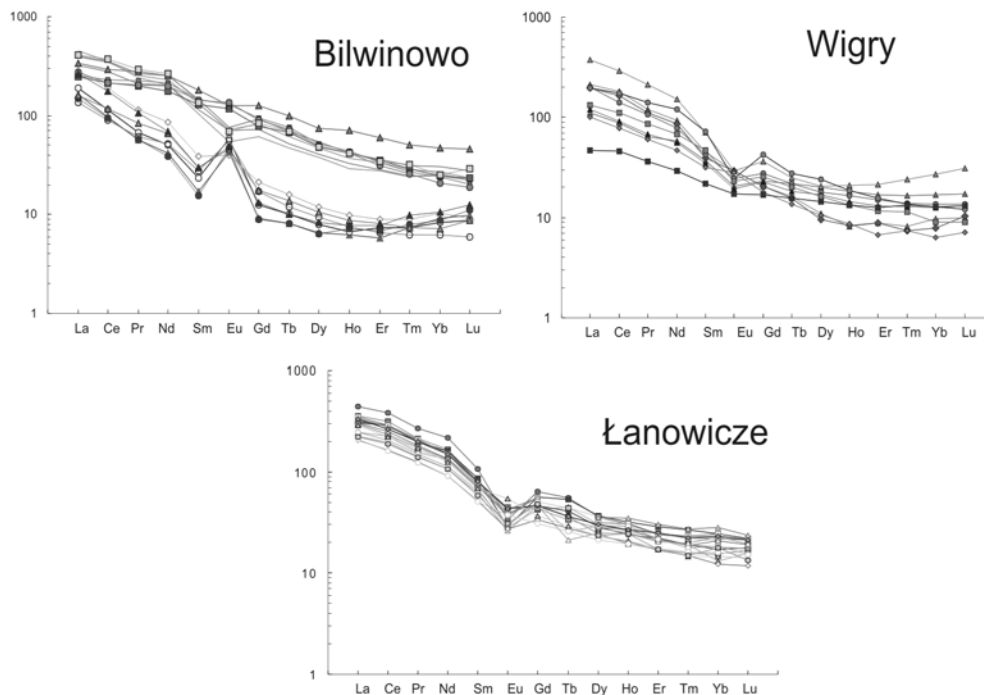 Bilwinowo
1000
100
10
1
La Ce Pr Nd Sm Eu Gd Tb Dy Ho Er Tm Yb Lu
Wigry
1000
100
10
1
La Ce Pr Nd Sm Eu Gd Tb Dy Ho Er Tm Yb Lu
Łanowicze
1000
100
10
1
La Ce Pr Nd Sm Eu Gd Tb Dy Ho Er Tm Yb Lu